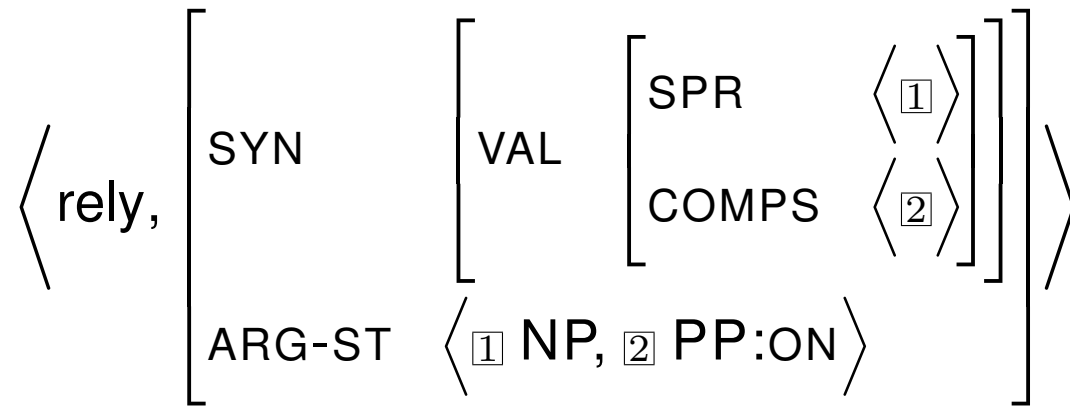 SPR ⟨1⟩
SYN VAL
⟨rely, COMPS ⟨2⟩⟩
ARG-ST ⟨1 NP, 2 PP:ON⟩